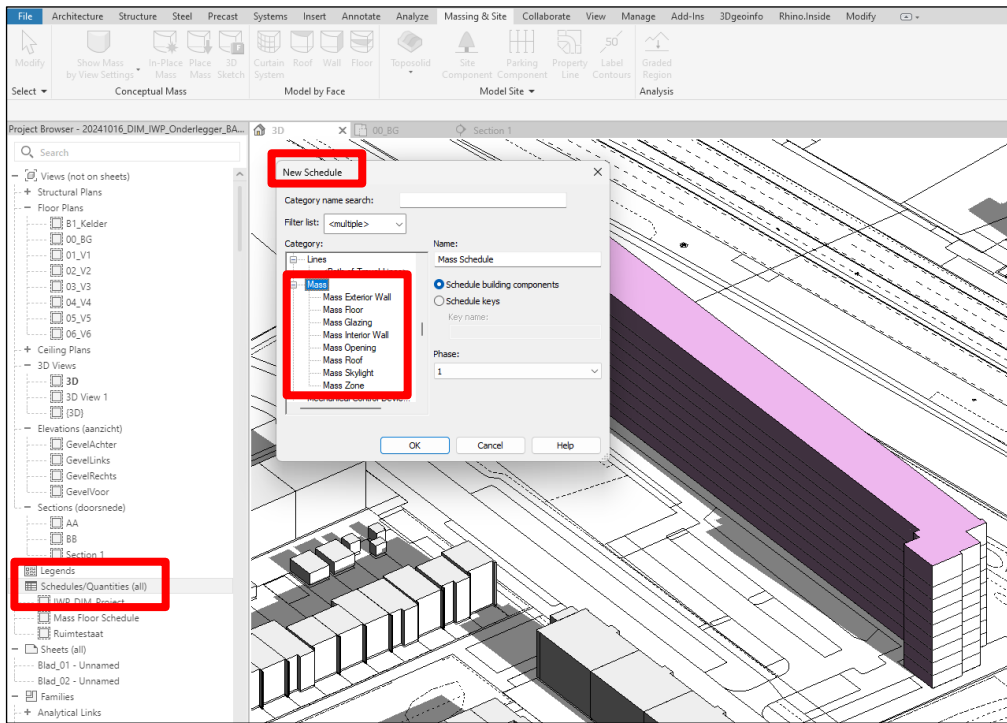 File Architecture Structure Steel Precast Systems Insert Annotate Analyze Massing & Site Collaborate View Manage Add-Ins 3Dgeoinfo Rhino.Inside Modify
Modify
Show Mass by View Settings
In-Place Mass
Place Mass
3D Sketch
Curtain System
Roof
Wall
Floor
Toposolid
Site Component
Parking Component
Property Line
Label Contours
50
Graded Region
Select Conceptual Mass Model by Face Model Site Analysis
Project Browser - 20241016_DIM_IWP_Onderlegger_BA...
3D
00_BG
Section 1
Search
Views (not on sheets)
Structural Plans
Floor Plans
B1_Kelder
00_BG
01_V1
02_V2
03_V3
04_V4
05_V5
06_V6
Ceiling Plans
3D Views
3D
3D View 1
{3D}
Elevations (aanzicht)
GevelAchter
GevelLinks
GevelRechts
GevelVoor
Sections (doorsnede)
AA
BB
Section 1
Legends
Schedules/Quantities (all)
IWP_DIM_Project
Mass Floor Schedule
Ruimtestaat
Sheets (all)
Blad_01 - Unnamed
Blad_02 - Unnamed
Families
Analytical Links
New Schedule
Category name search:
Filter list: <multiple>
Category:
Lines
Mass
Mass Exterior Wall
Mass Floor
Mass Glazing
Mass Interior Wall
Mass Opening
Mass Roof
Mass Skylight
Mass Zone
Name:
Mass Schedule
Schedule building components
Schedule keys
Key name:
Phase:
1
OK Cancel Help